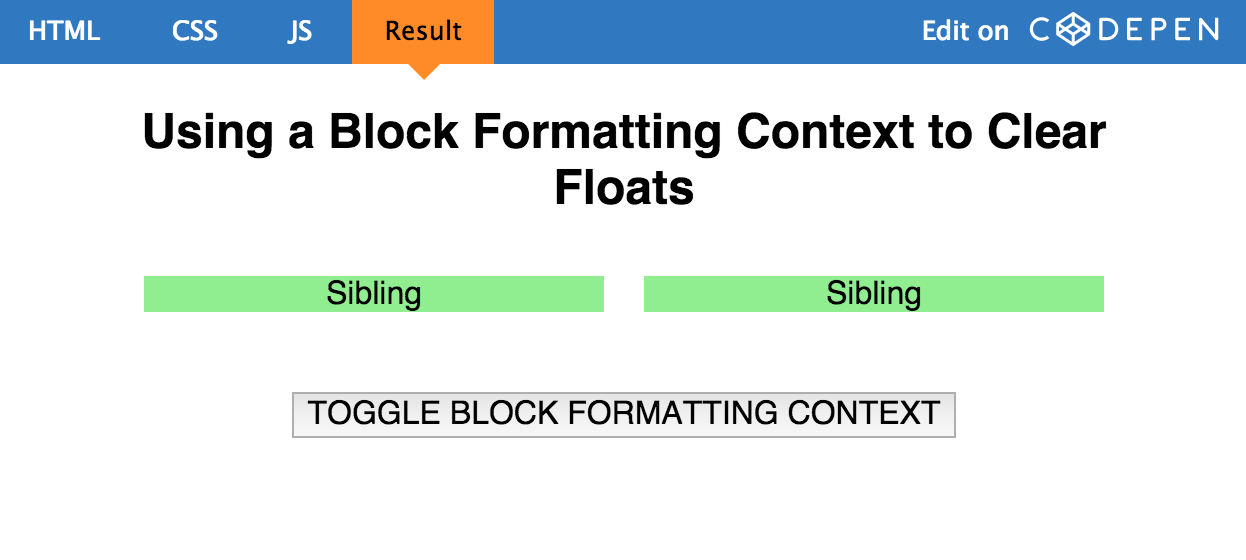 HTML CSS JS Result Edit on CODEPEN
Using a Block Formatting Context to Clear
Floats
Sibling Sibling
TOGGLE BLOCK FORMATTING CONTEXT